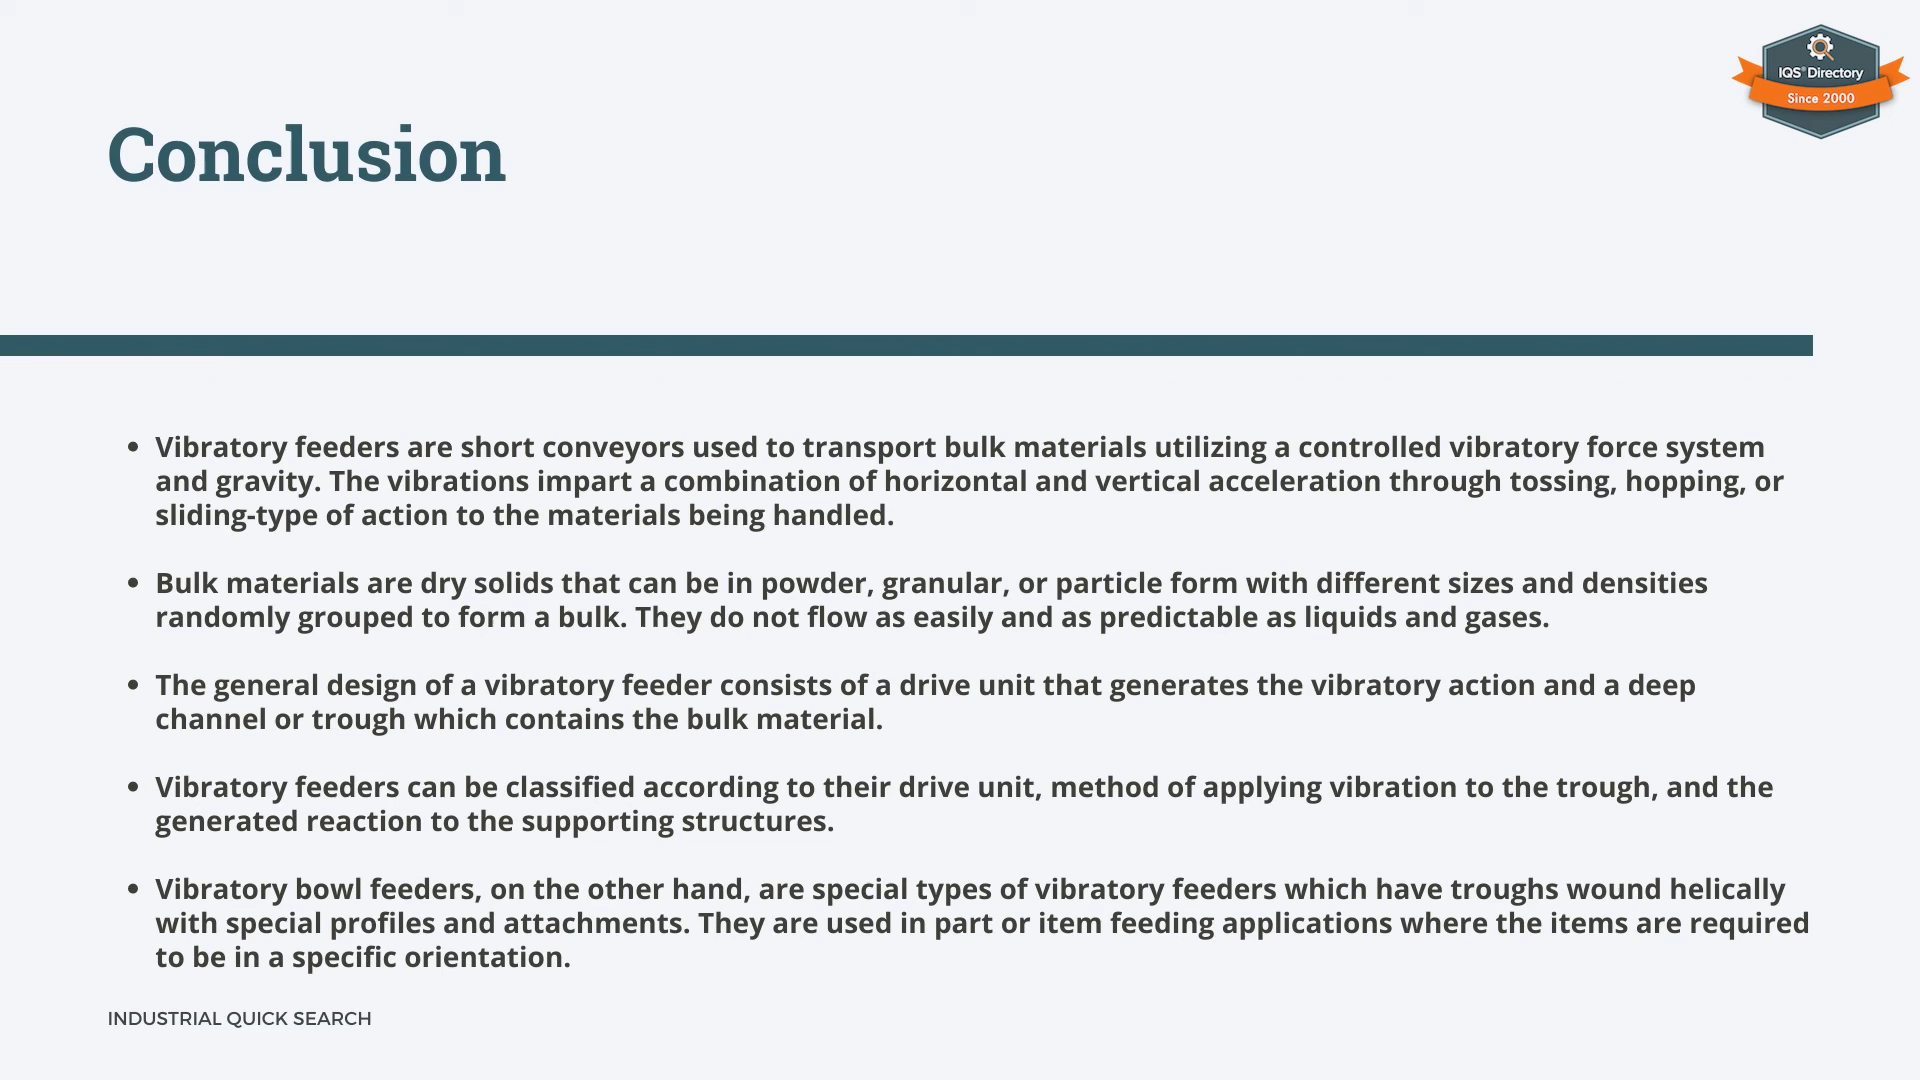 IQS® Directory
Since 2000
Conclusion
• Vibratory feeders are short conveyors used to transport bulk materials utilizing a controlled vibratory force system
and gravity. The vibrations impart a combination of horizontal and vertical acceleration through tossing, hopping, or
sliding-type of action to the materials being handled.
• Bulk materials are dry solids that can be in powder, granular, or particle form with different sizes and densities
randomly grouped to form a bulk. They do not flow as easily and as predictable as liquids and gases.
• The general design of a vibratory feeder consists of a drive unit that generates the vibratory action and a deep
channel or trough which contains the bulk material.
• Vibratory feeders can be classified according to their drive unit, method of applying vibration to the trough, and the
generated reaction to the supporting structures.
• Vibratory bowl feeders, on the other hand, are special types of vibratory feeders which have troughs wound helically
with special profiles and attachments. They are used in part or item feeding applications where the items are required
to be in a specific orientation.
INDUSTRIAL QUICK SEARCH